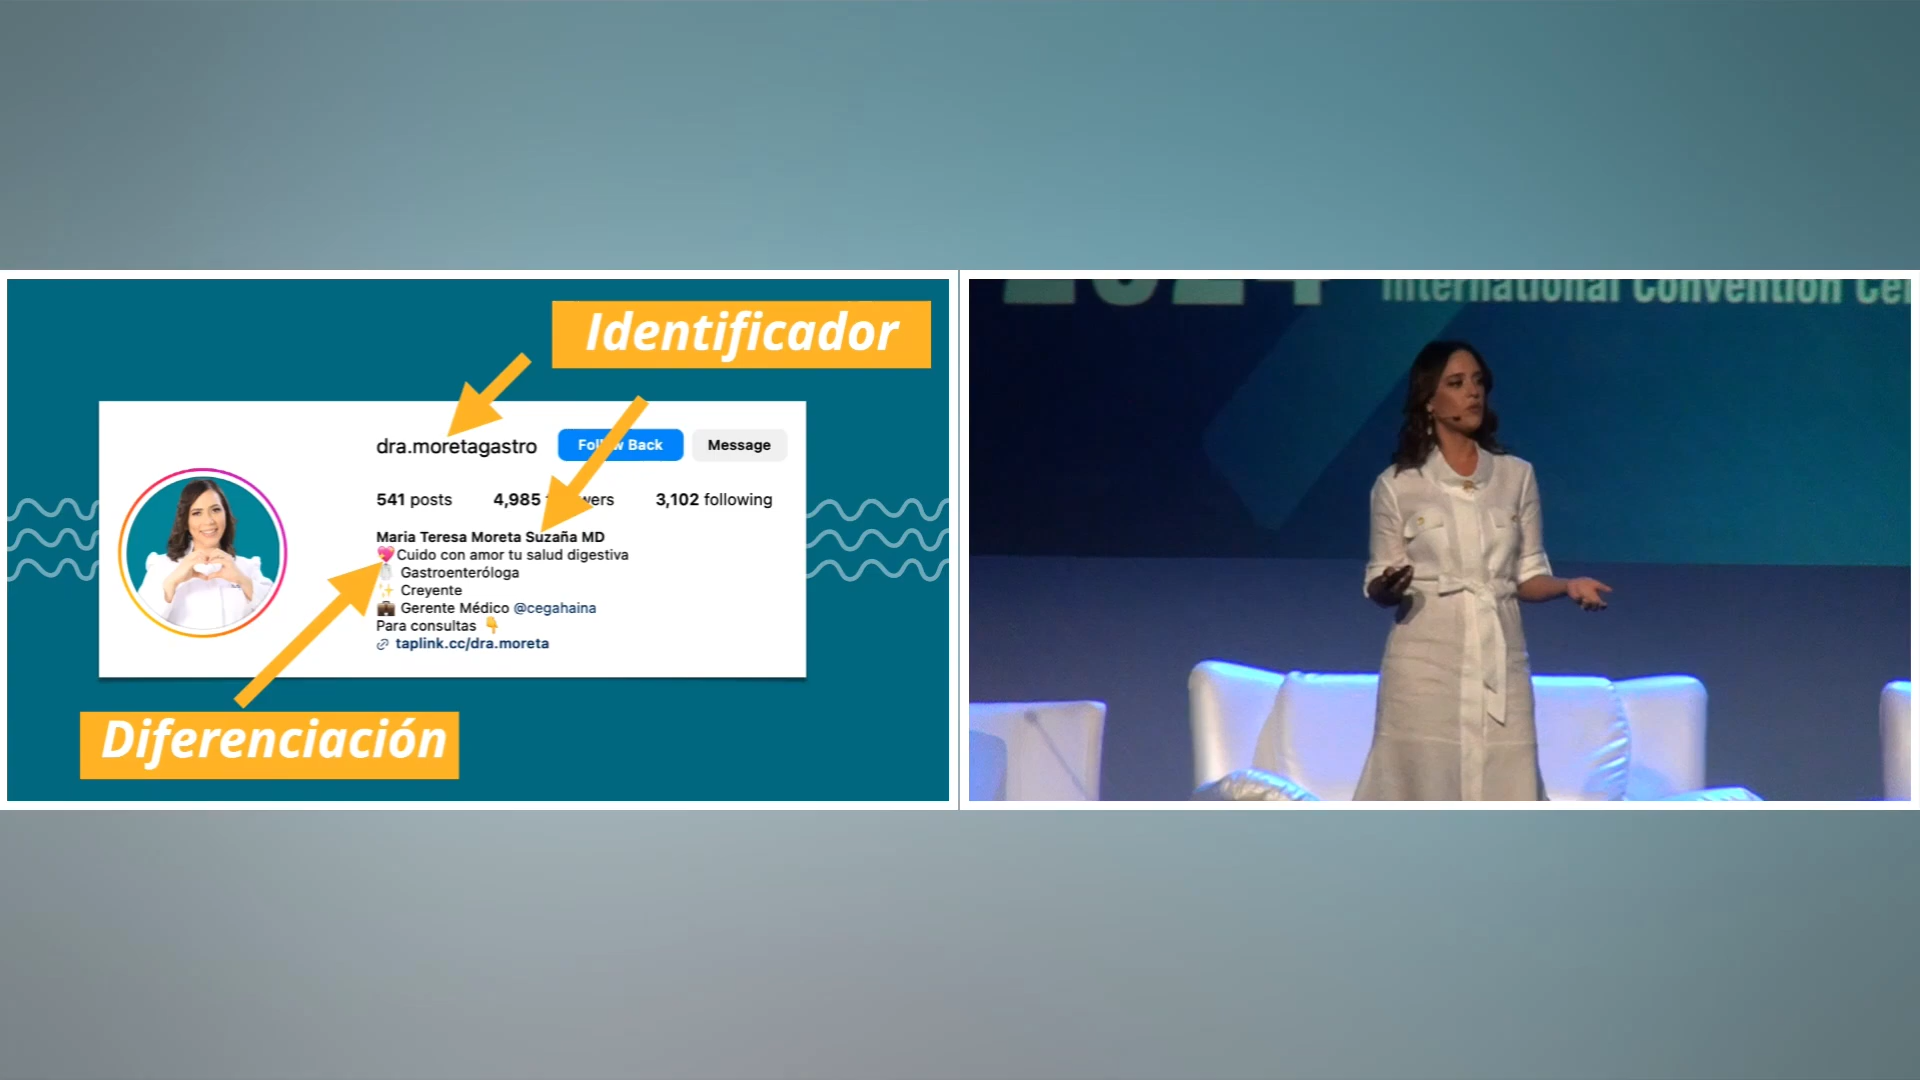 Identificador
dra.moretagastro
Message
541 posts
4,985
3,102 following
Maria Teresa Moreta Suzaña MD
💖Cuido con amor tu salud digestiva
Gastroenteróloga
✨ Creyente
💼 Gerente Médico @cegahaina
Para consultas 👇
taplink.cc/dra.moreta
Diferenciación
2024
International Convention